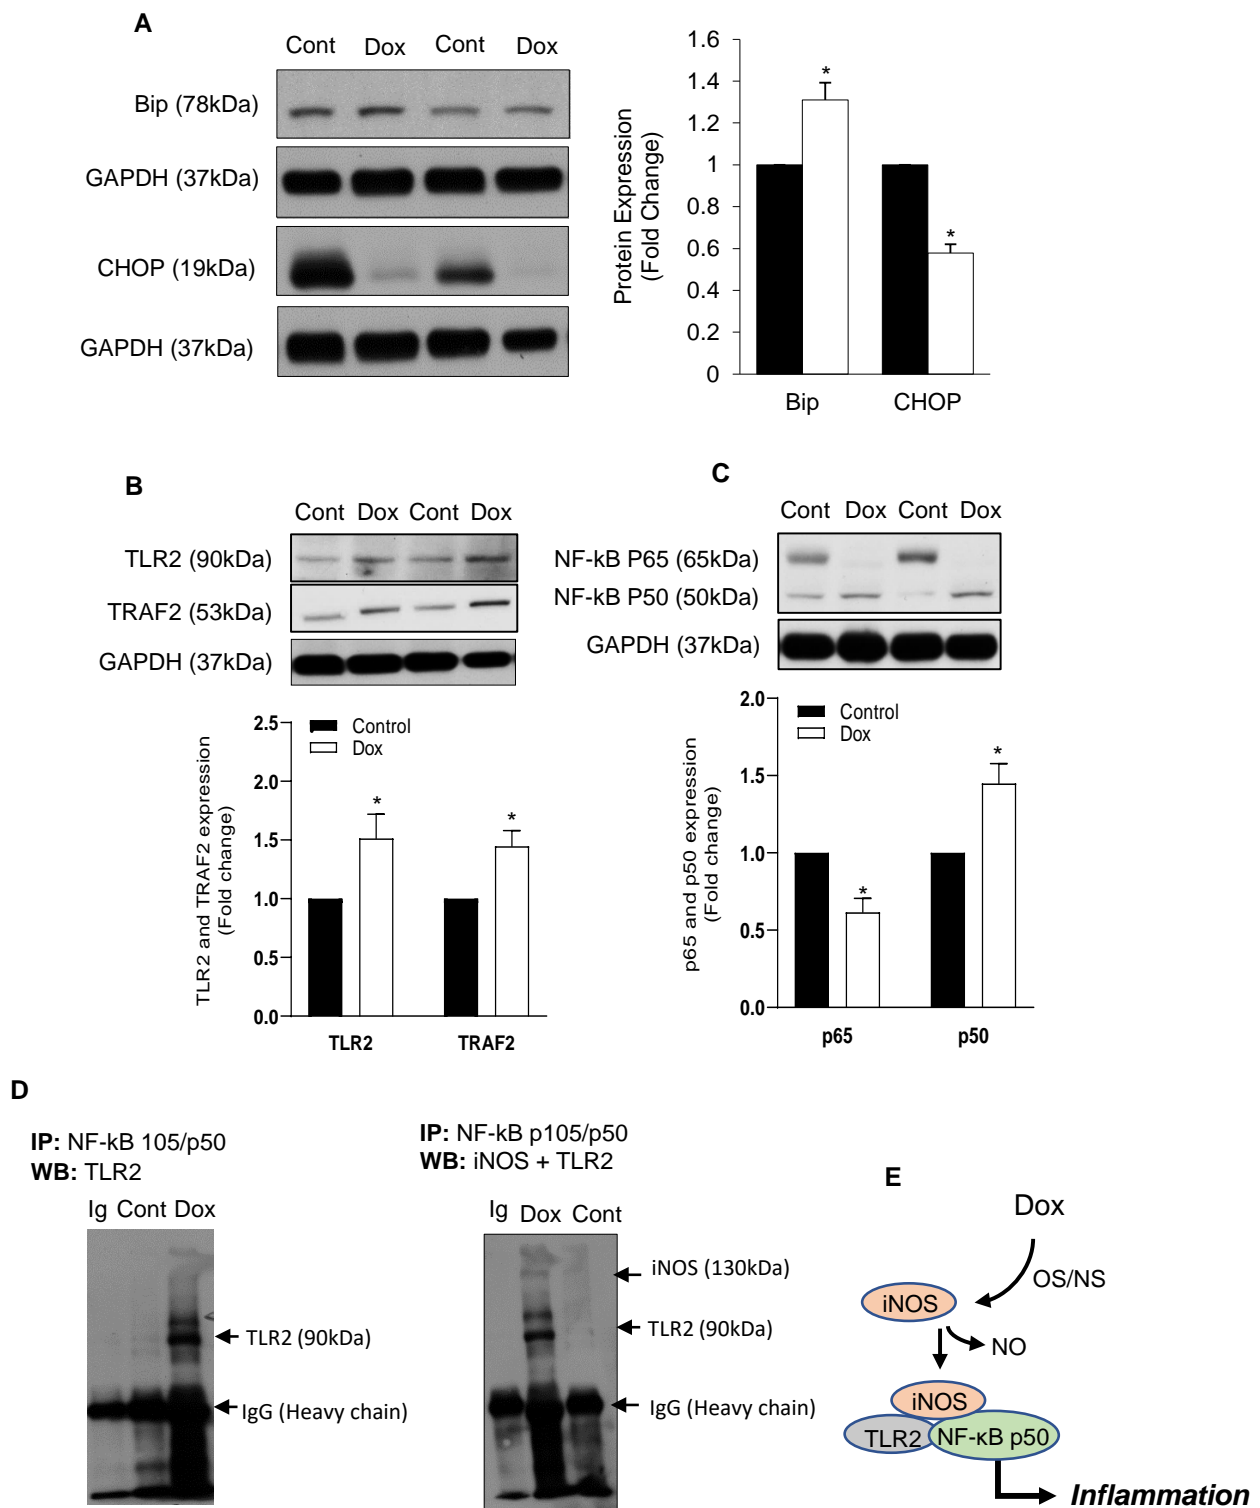 A
Cont Dox Cont Dox
Bip (78kDa)
GAPDH (37kDa)
CHOP (19kDa)
GAPDH (37kDa)
Protein Expression
(Fold Change)
1.6
1.4
1.2
1
0.8
0.6
0.4
0.2
0
* *
Bip CHOP
B
Cont Dox Cont Dox
TLR2 (90kDa)
TRAF2 (53kDa)
GAPDH (37kDa)
TLR2 and TRAF2 expression
(Fold change)
2.5
2.0
1.5
1.0
0.5
0.0
Control
Dox
* *
TLR2 TRAF2
C
Cont Dox Cont Dox
NF-kB P65 (65kDa)
NF-kB P50 (50kDa)
GAPDH (37kDa)
p65 and p50 expression
(Fold change)
2.0
1.5
1.0
0.5
0.0
Control
Dox
* *
p65 p50
D
IP: NF-kB 105/p50
WB: TLR2
Ig Cont Dox
TLR2 (90kDa)
IgG (Heavy chain)
IP: NF-kB p105/p50
WB: iNOS + TLR2
Ig Dox Cont
iNOS (130kDa)
TLR2 (90kDa)
IgG (Heavy chain)
E
Dox
OS/NS
iNOS
NO
iNOS
TLR2 NF-κB p50
Inflammation